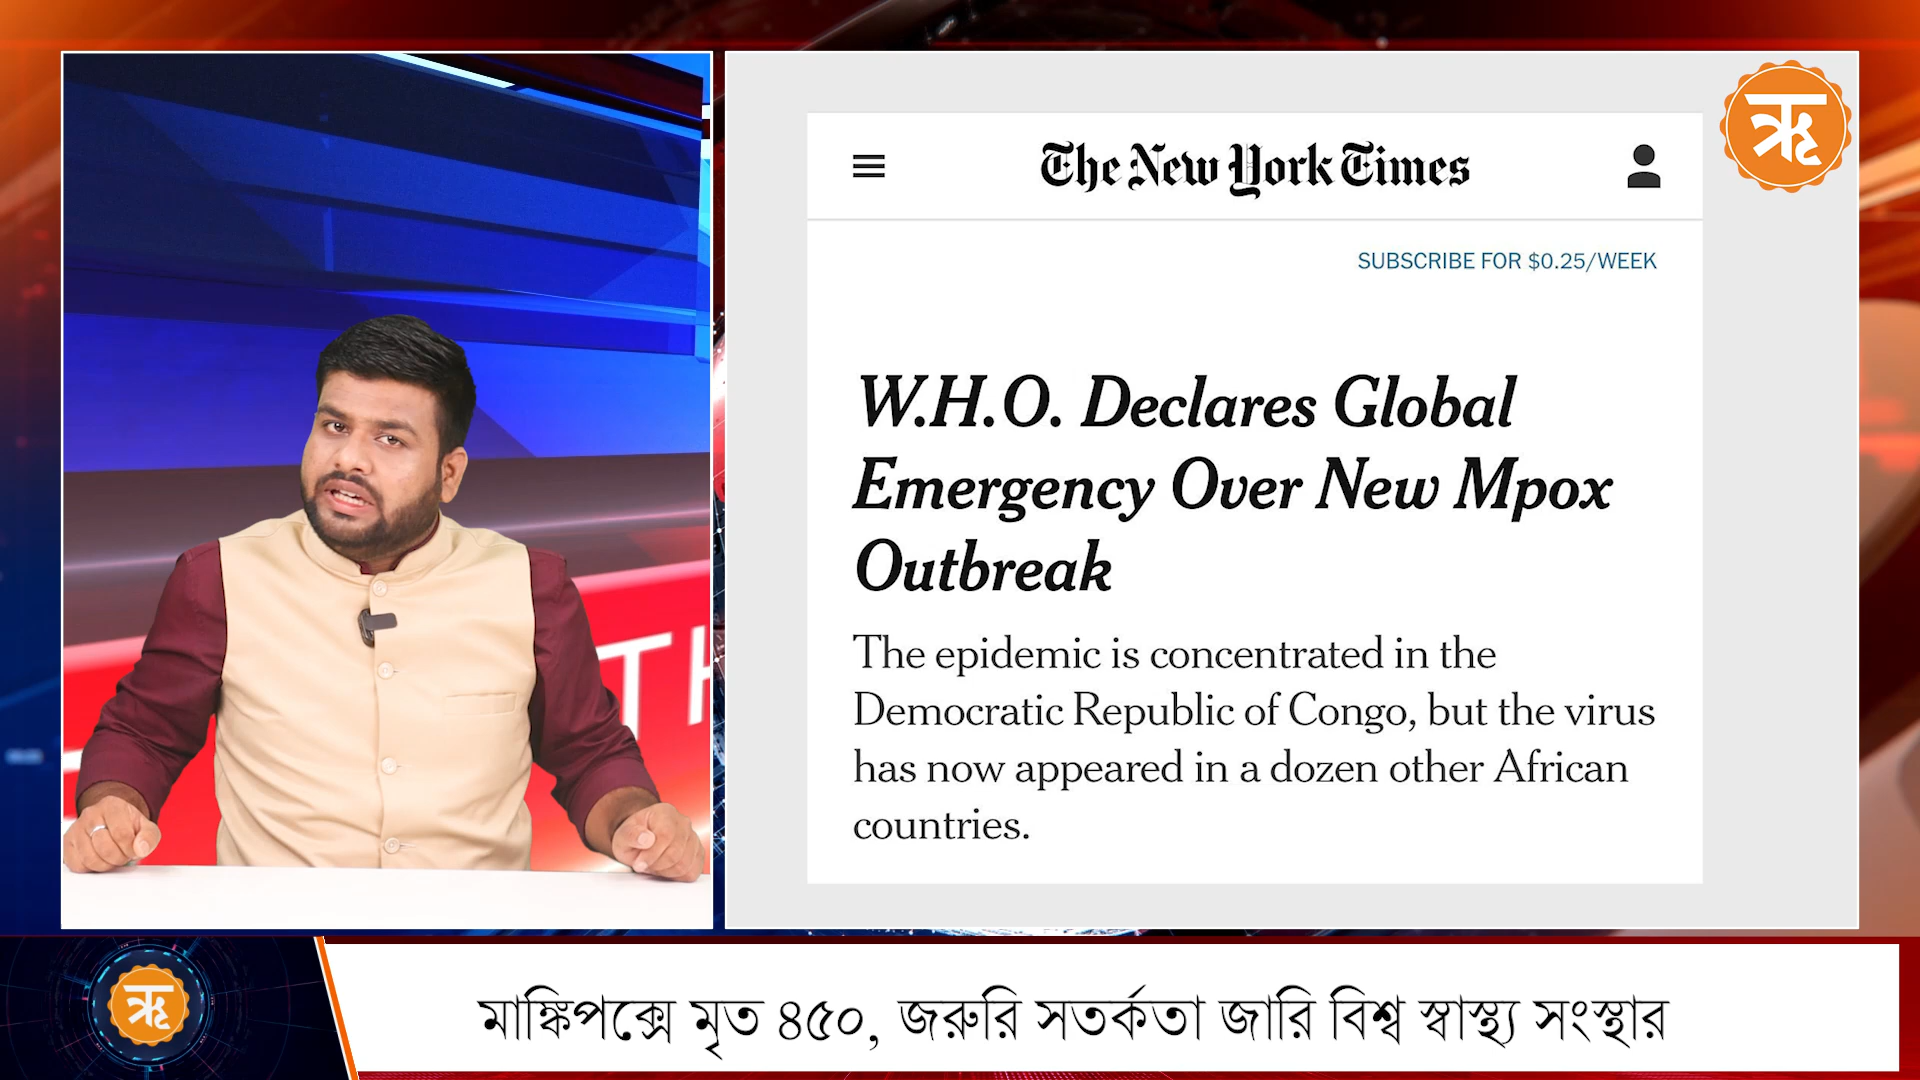 ঋ
The New York Times
SUBSCRIBE FOR $0.25/WEEK
W.H.O. Declares Global
Emergency Over New Mpox
Outbreak
The epidemic is concentrated in the
Democratic Republic of Congo, but the virus
has now appeared in a dozen other African
countries.
TH
ঋ
মাঙ্কিপক্সে মৃত ৪৫০, জরুরি সতর্কতা জারি বিশ্ব স্বাস্থ্য সংস্থার